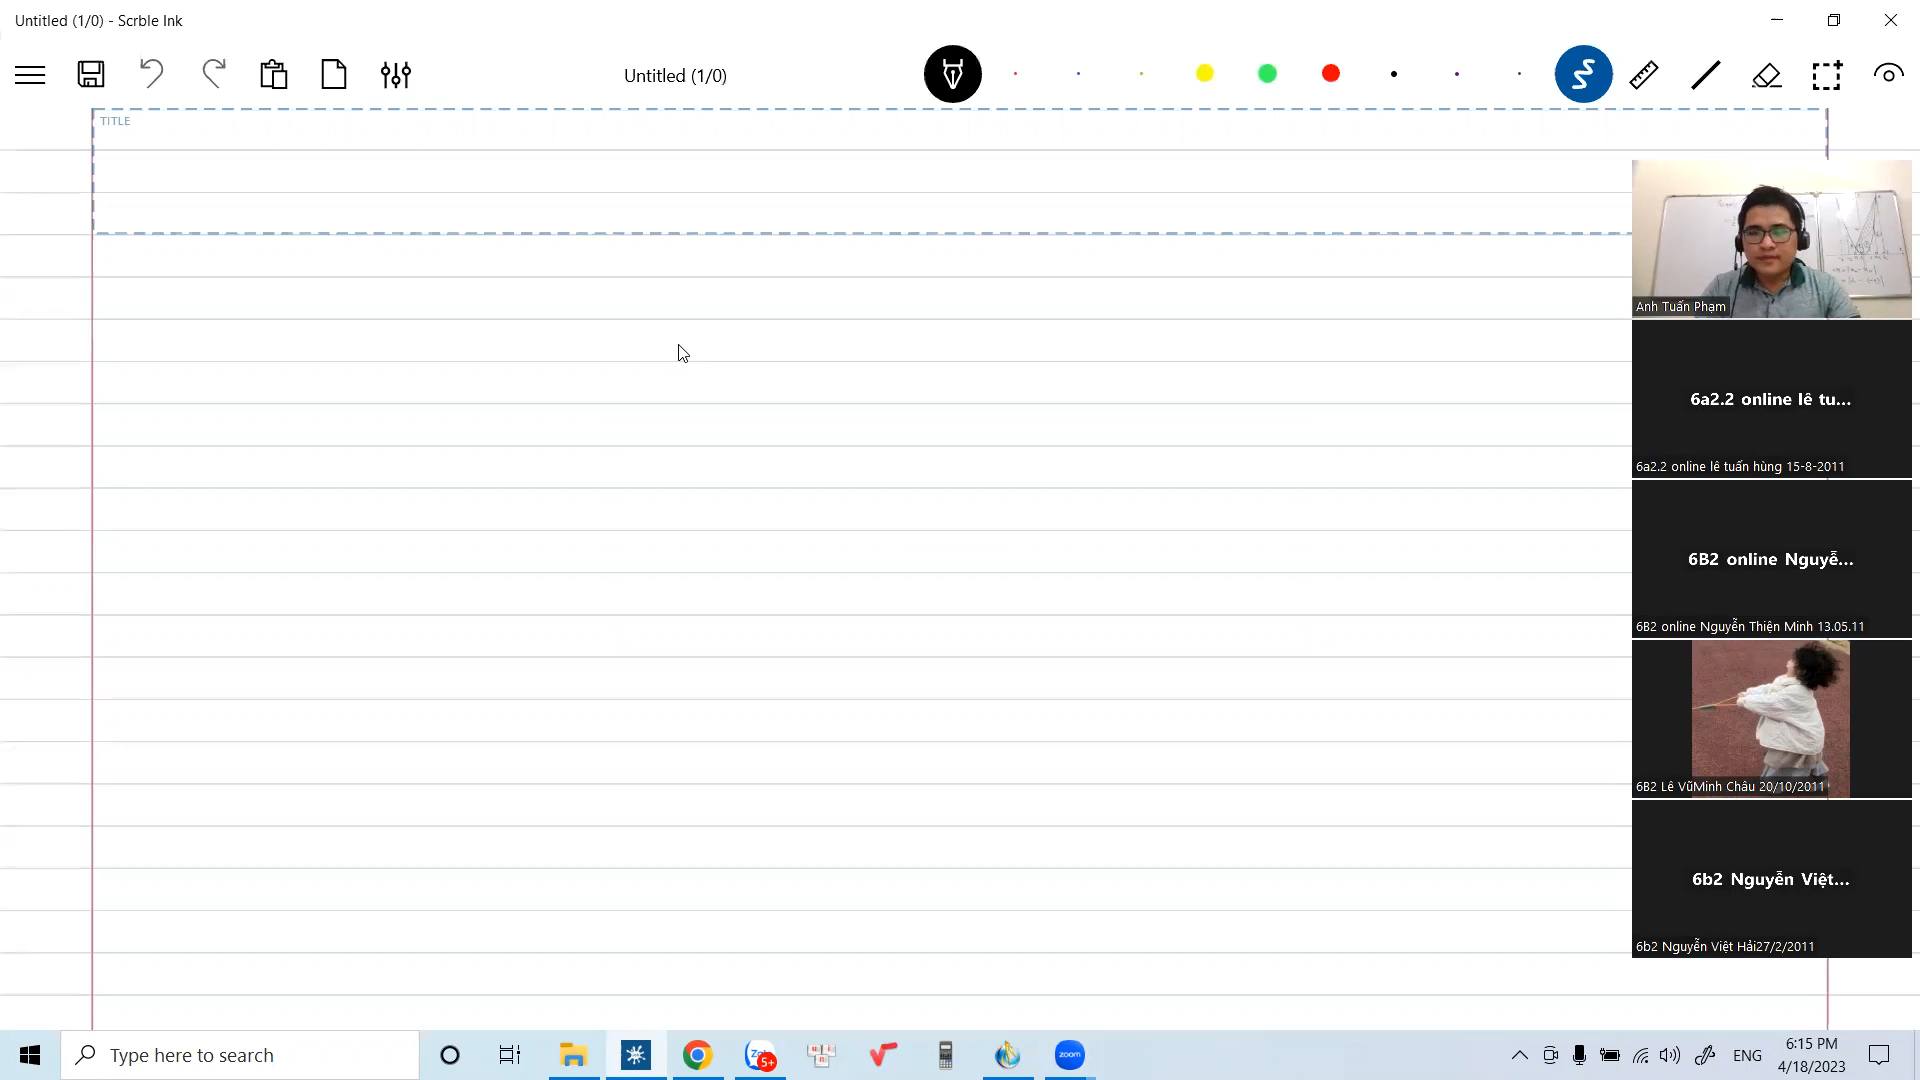 Untitled (1/0) - Scrble Ink
Untitled (1/0)
TITLE
Anh Tuấn Phạm
6a2.2 online lê tu...
6a2.2 online lê tuấn hùng 15-8-2011
6B2 online Nguyễ...
6B2 online Nguyễn Thiện Minh 13.05.11
6B2 Lê VũMinh Châu 20/10/2011
6b2 Nguyễn Việt...
6b2 Nguyễn Việt Hải27/2/2011
Type here to search
5+
zoom
ENG
6:15 PM
4/18/2023